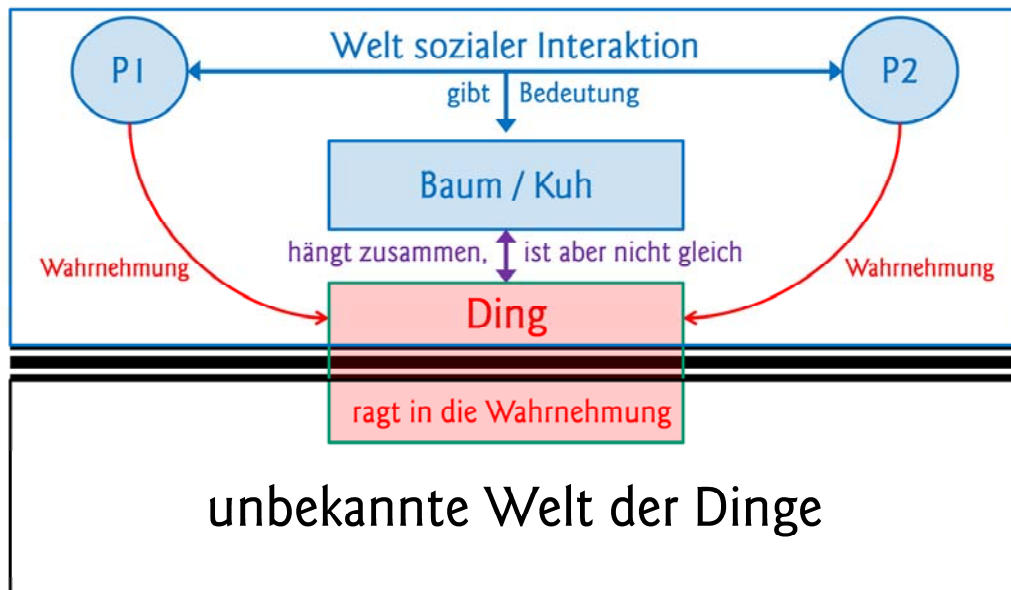 Welt sozialer Interaktion
P1
P2
gibt Bedeutung
Baum / Kuh
hängt zusammen, ist aber nicht gleich
Wahrnehmung
Wahrnehmung
Ding
ragt in die Wahrnehmung
unbekannte Welt der Dinge